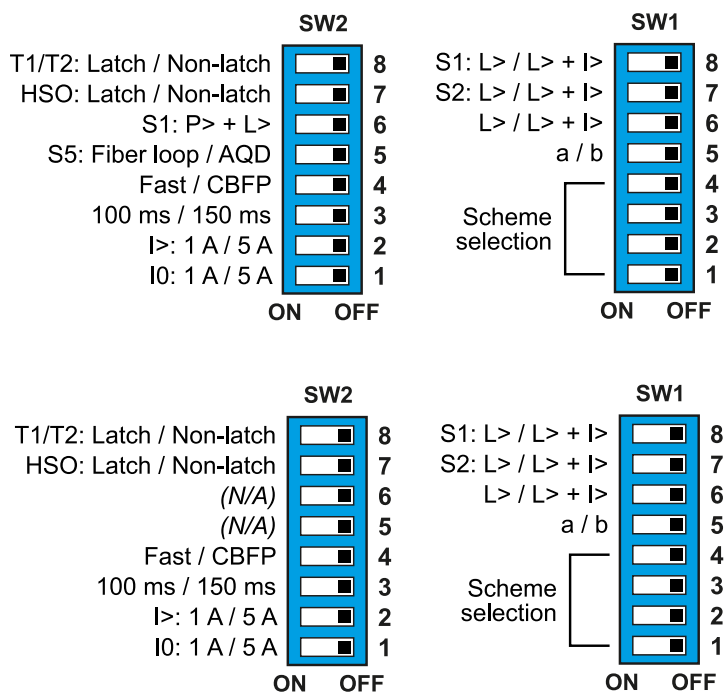 SW2
T1/T2: Latch / Non-latch 8
HSO: Latch / Non-latch 7
S1: P> + L> 6
S5: Fiber loop / AQD 5
Fast / CBFP 4
100 ms / 150 ms 3
I>: 1 A / 5 A 2
I0: 1 A / 5 A 1
ON OFF
SW1
S1: L> / L> + I> 8
S2: L> / L> + I> 7
L> / L> + I> 6
a / b 5
4
Scheme 3
selection 2
1
ON OFF
SW2
T1/T2: Latch / Non-latch 8
HSO: Latch / Non-latch 7
(N/A) 6
(N/A) 5
Fast / CBFP 4
100 ms / 150 ms 3
I>: 1 A / 5 A 2
I0: 1 A / 5 A 1
ON OFF
SW1
S1: L> / L> + I> 8
S2: L> / L> + I> 7
L> / L> + I> 6
a / b 5
4
Scheme 3
selection 2
1
ON OFF